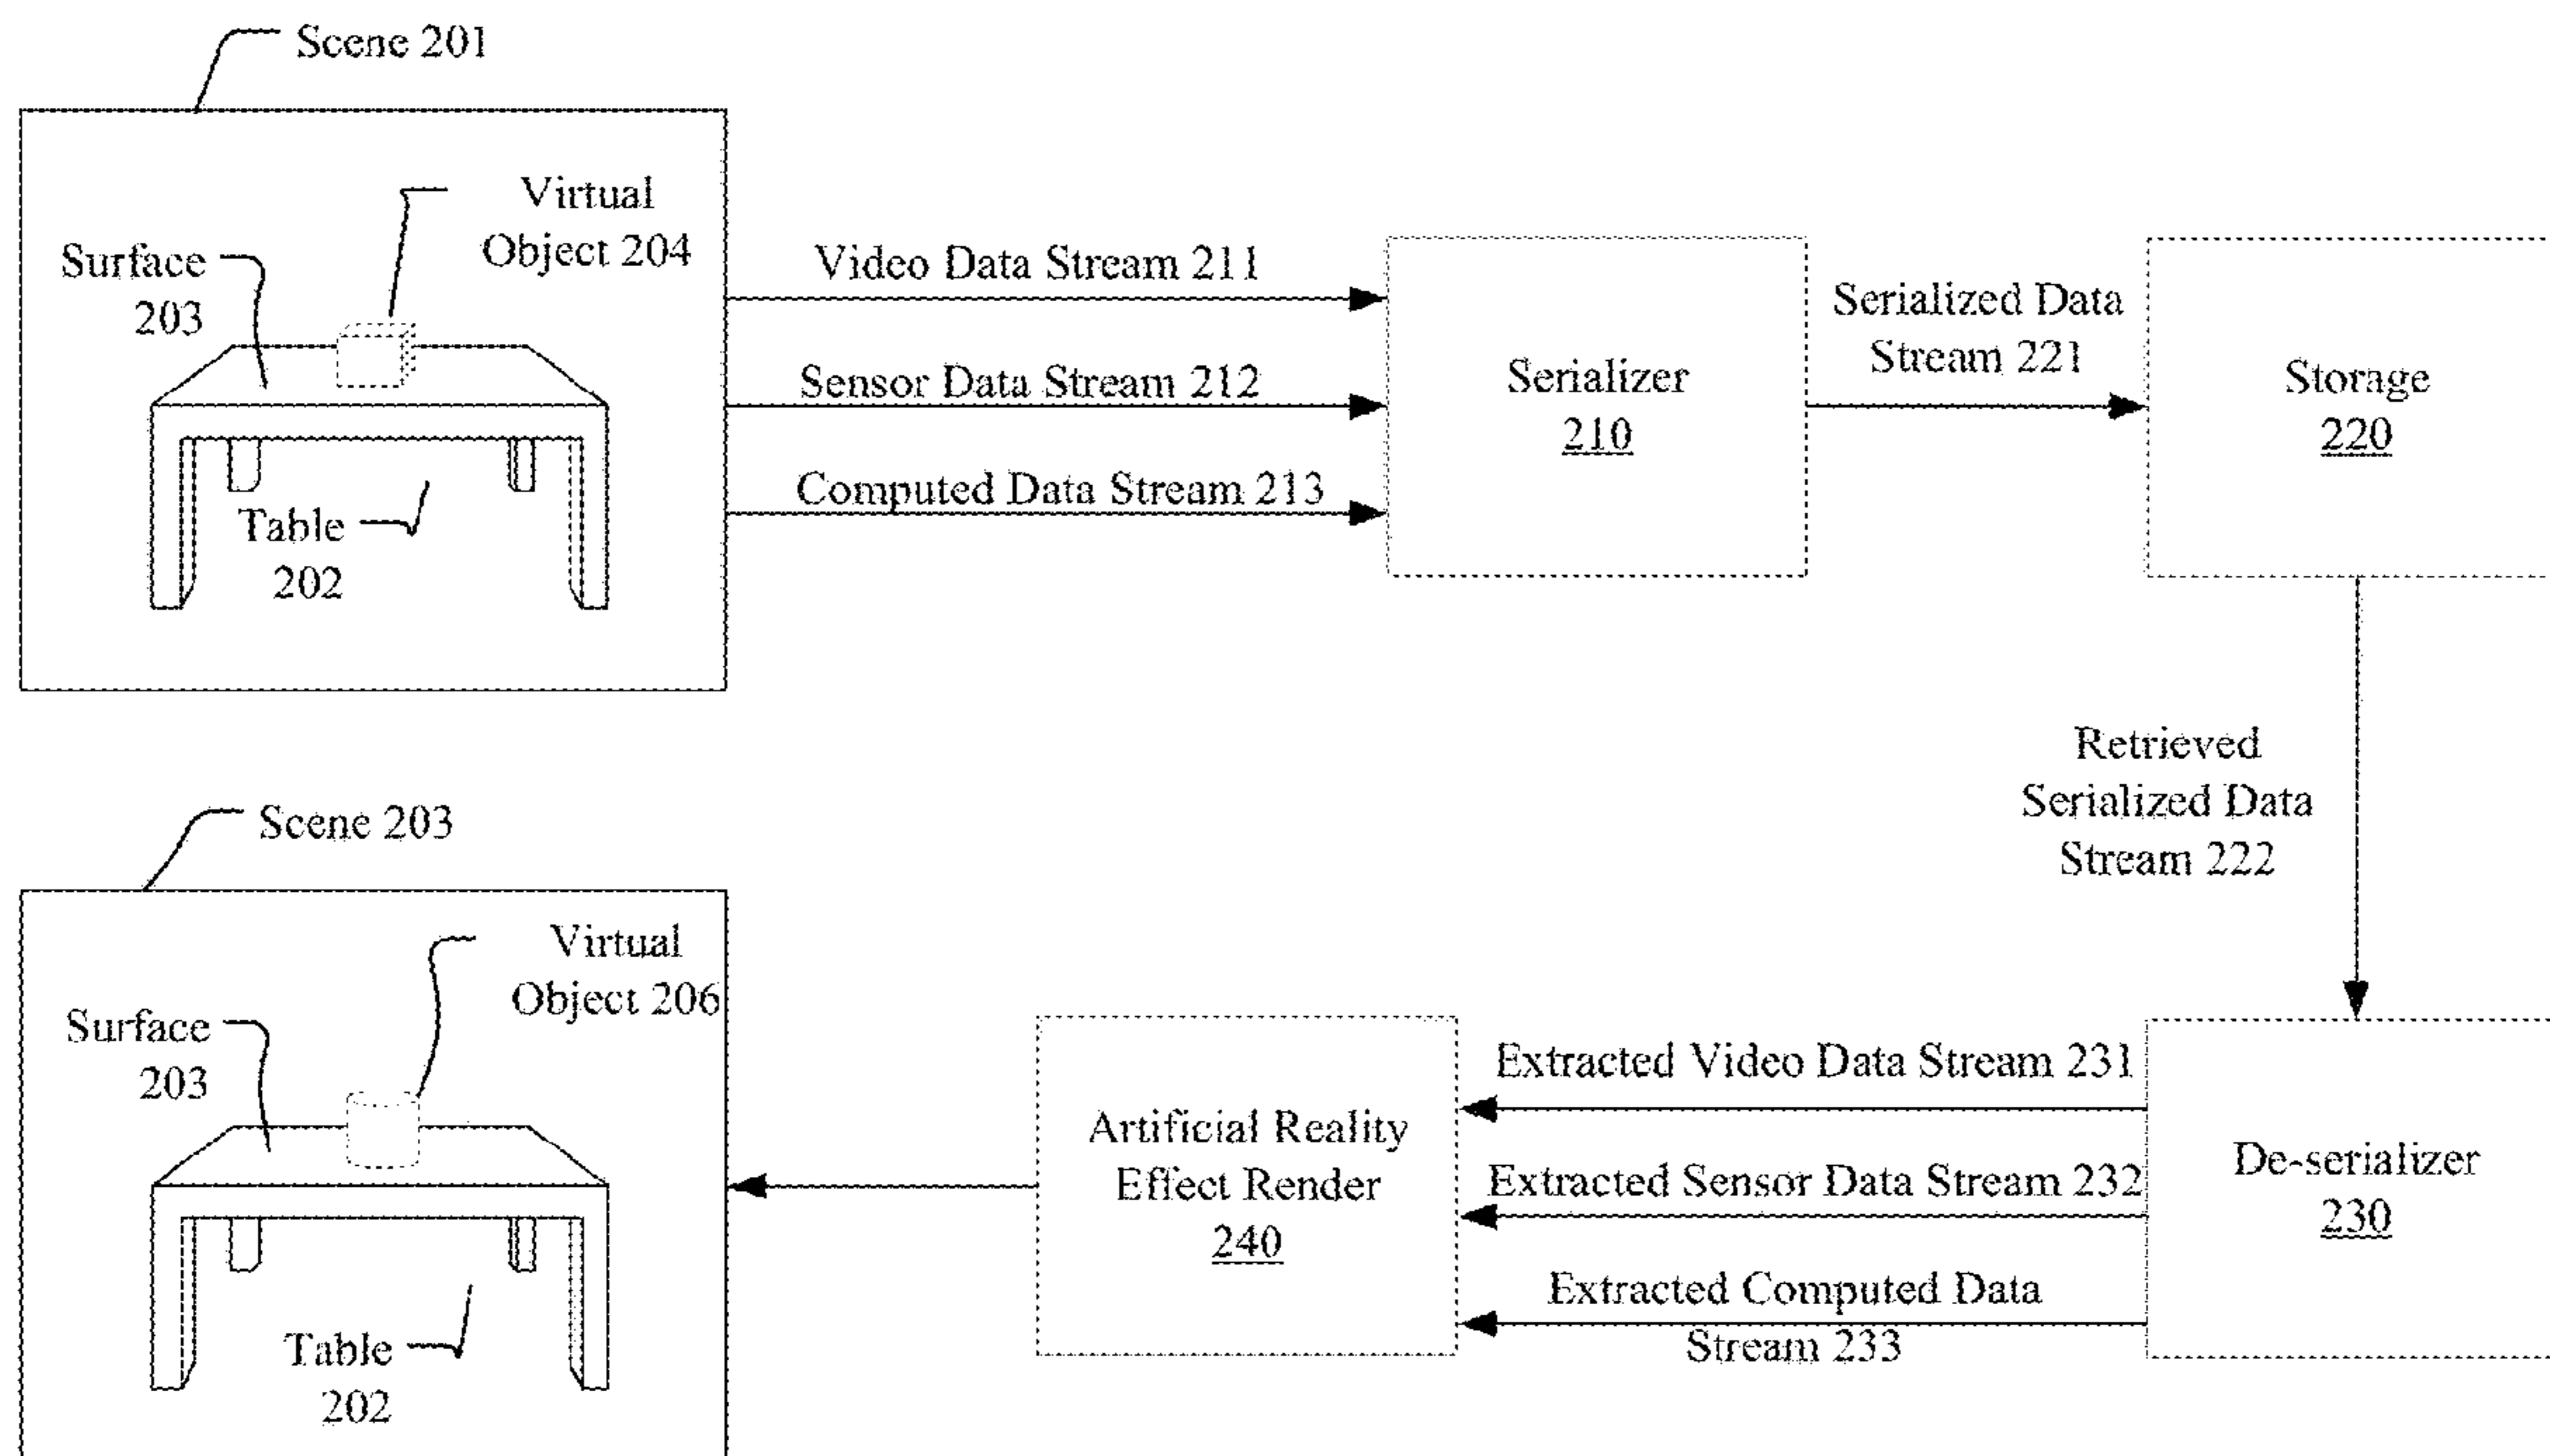 Scene 201
Virtual
Object 204
Surface
203
Table
202
Video Data Stream 211
Sensor Data Stream 212
Computed Data Stream 213
Serializer
210
Serialized Data
Stream 221
Storage
220
Retrieved
Serialized Data
Stream 222
De-serializer
230
Extracted Video Data Stream 231
Extracted Sensor Data Stream 232
Extracted Computed Data
Stream 233
Artificial Reality
Effect Render
240
Scene 203
Virtual
Object 206
Surface
203
Table
202